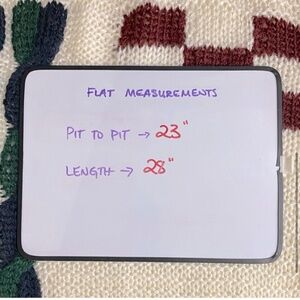 FLAT MEASUREMENTS
PIT TO PIT → 23"
LENGTH → 28"